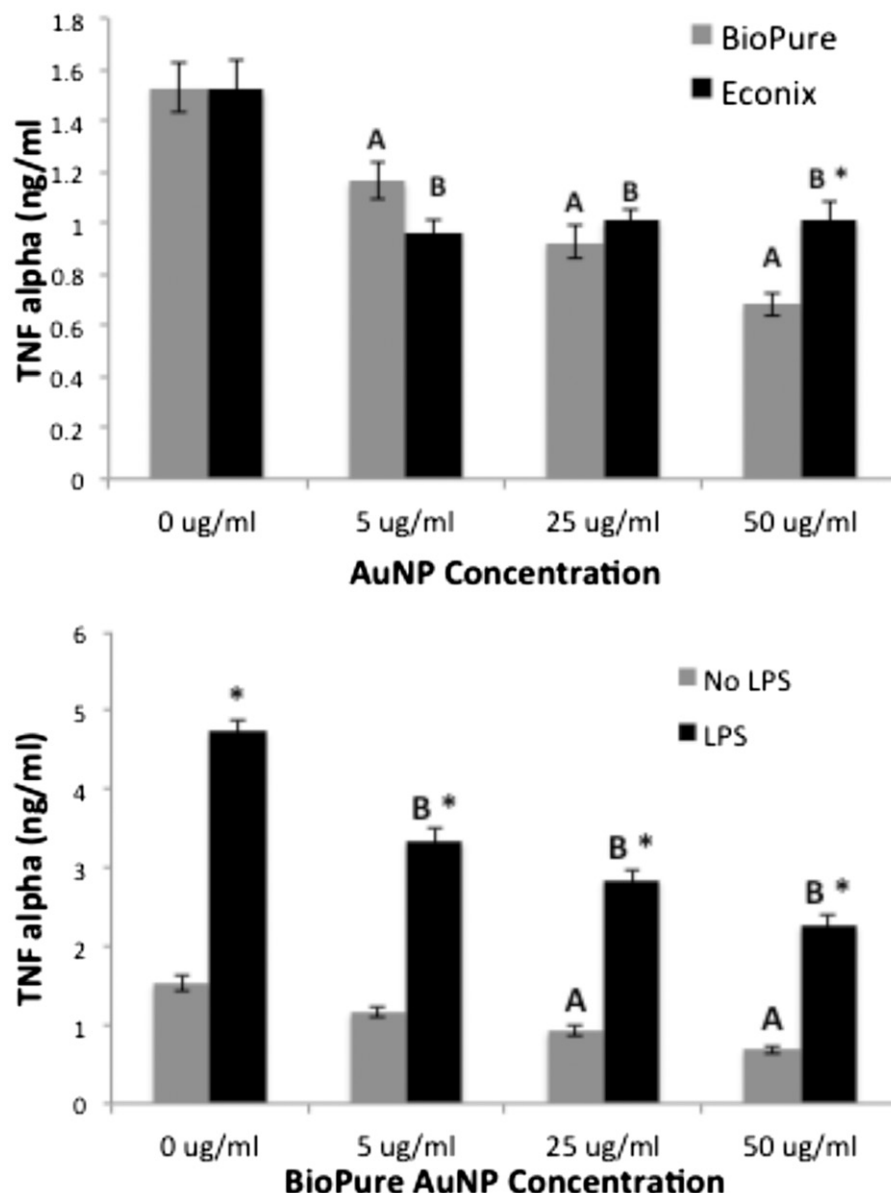 1.8
1.6
1.4
1.2
1
0.8
0.6
0.4
0.2
0
TNF alpha (ng/ml)
BioPure
Econix
A
B
A
B
A
B *
0 ug/ml 5 ug/ml 25 ug/ml 50 ug/ml
AuNP Concentration
6
5
4
3
2
1
0
TNF alpha (ng/ml)
No LPS
LPS
*
B *
A
B *
A
B *
0 ug/ml 5 ug/ml 25 ug/ml 50 ug/ml
BioPure AuNP Concentration